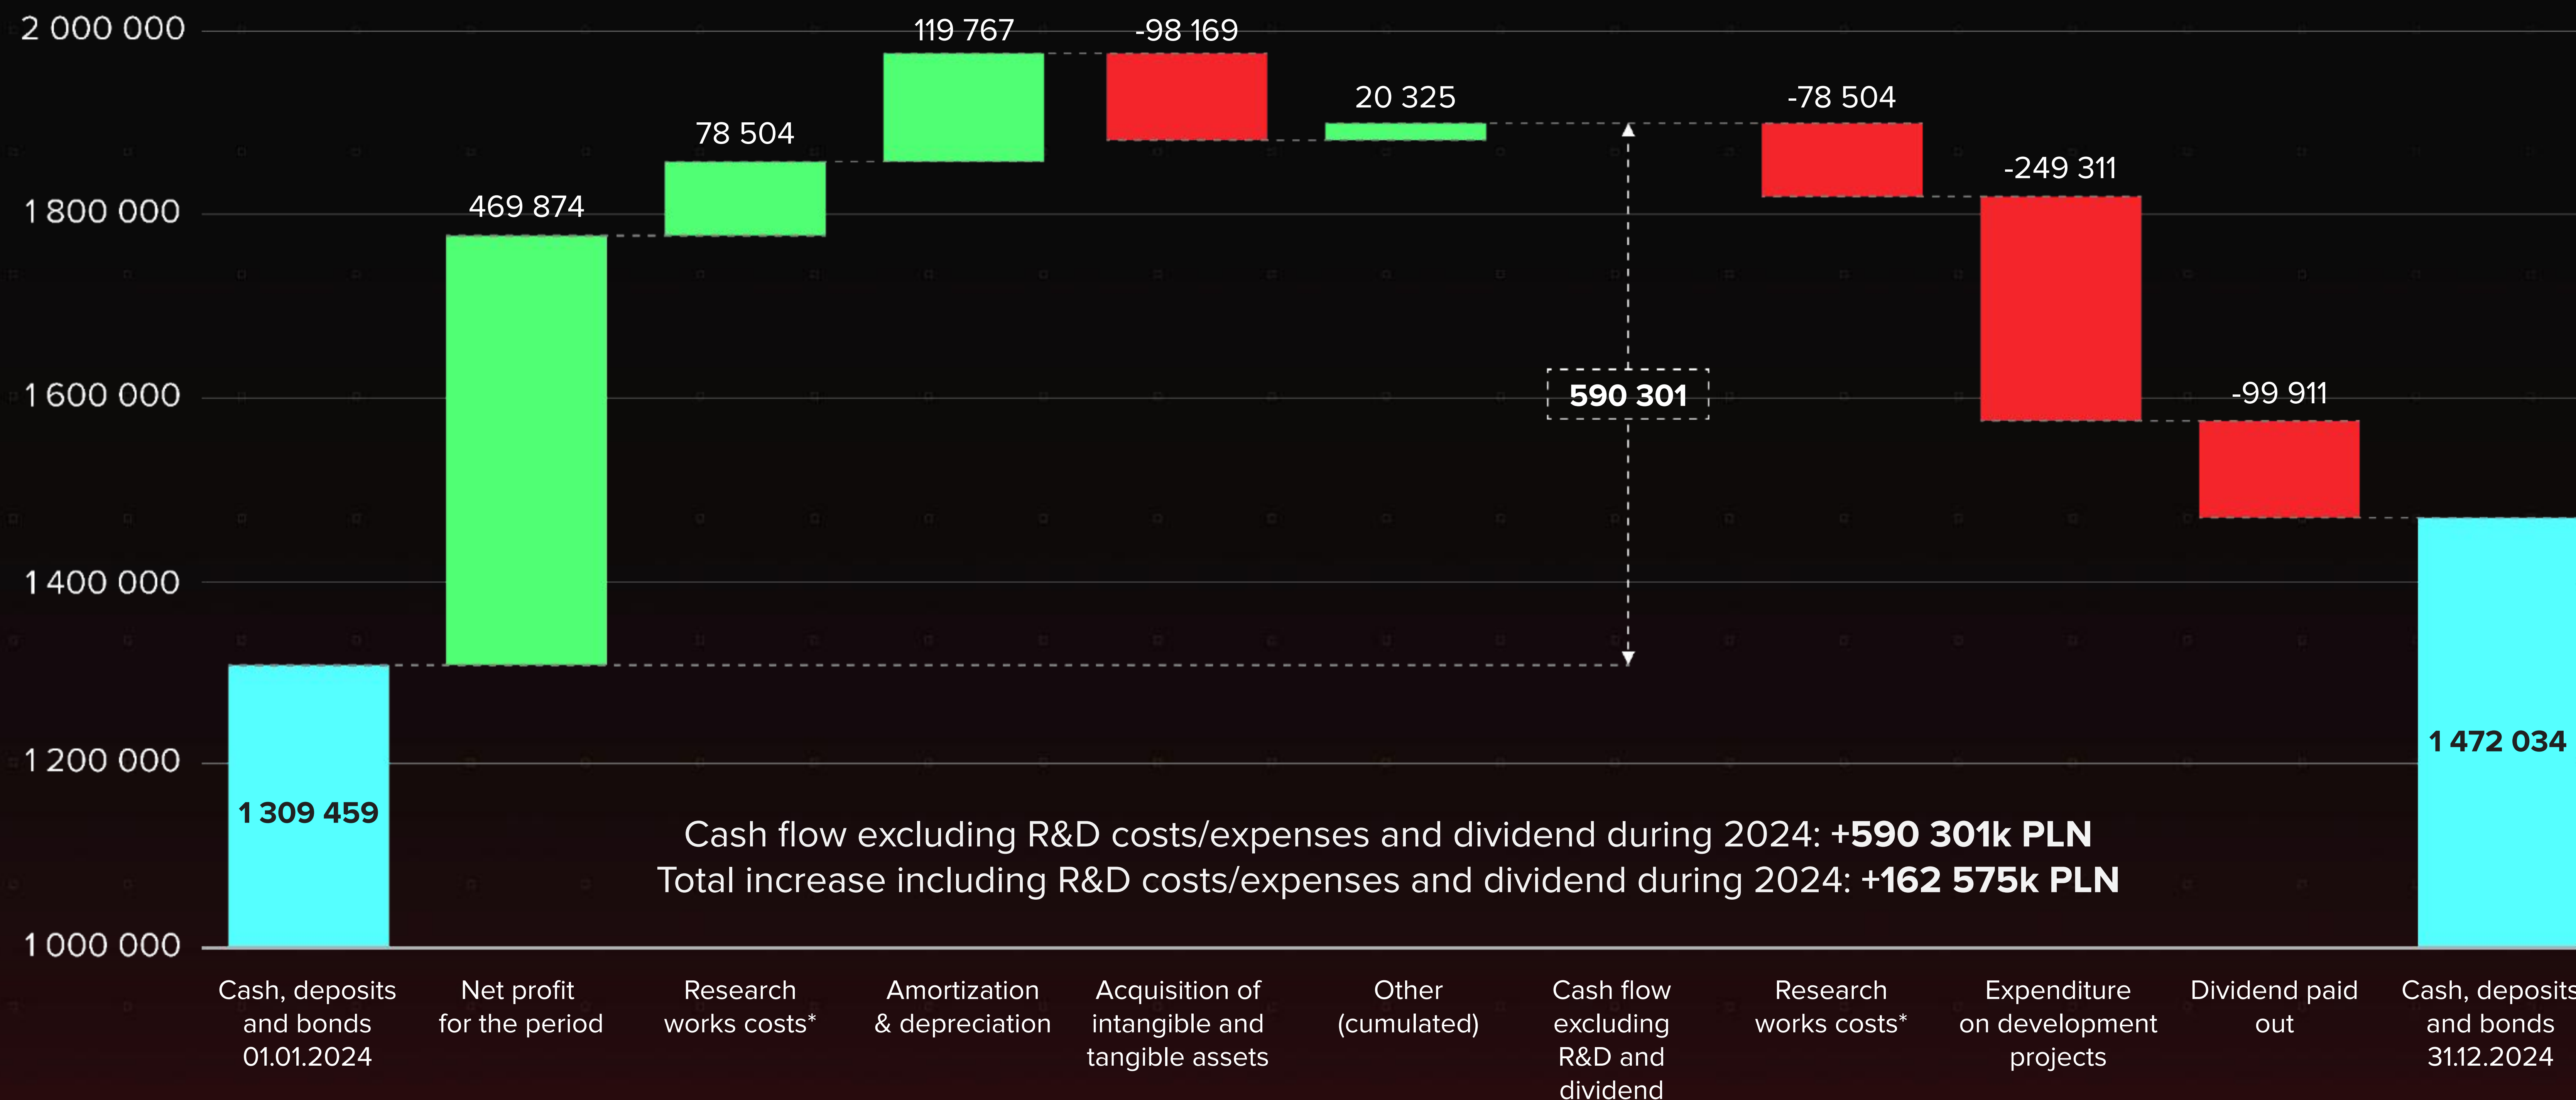 2 000 000
1 800 000
1 600 000
1 400 000
1 200 000
1 000 000
1 309 459
469 874
78 504
119 767
-98 169
20 325
590 301
-78 504
-249 311
-99 911
1 472 034
Cash flow excluding R&D costs/expenses and dividend during 2024: +590 301k PLN
Total increase including R&D costs/expenses and dividend during 2024: +162 575k PLN
Cash, deposits
and bonds
01.01.2024
Net profit
for the period
Research
works costs*
Amortization
& depreciation
Acquisition of
intangible and
tangible assets
Other
(cumulated)
Cash flow
excluding
R&D and
dividend
Research
works costs*
Expenditure
on development
projects
Dividend paid
out
Cash, deposits
and bonds
31.12.2024